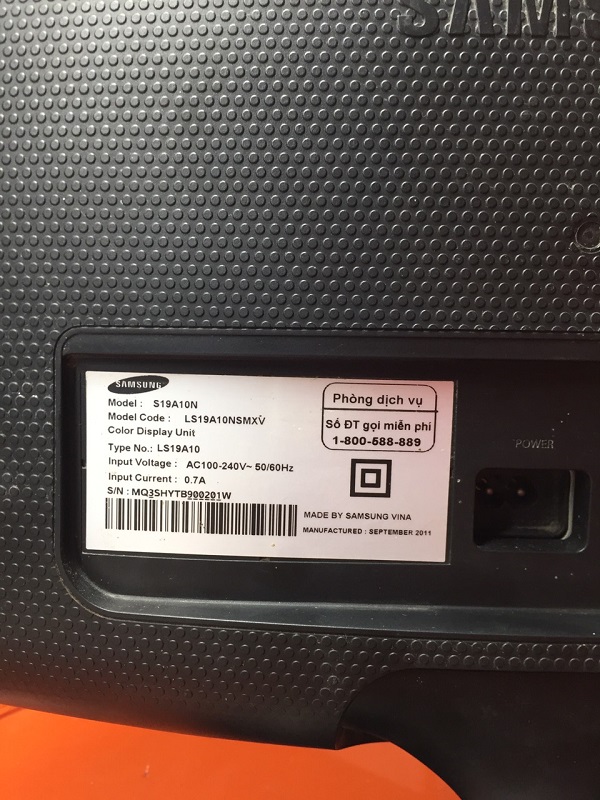 SAMSUNG
Model : S19A10N
Model Code : LS19A10NSMXV
Color Display Unit
Type No.: LS19A10
Input Voltage : AC100-240V~ 50/60Hz
Input Current : 0.7A
S/N : MQ3SHYTB900201W
Phòng dịch vụ
Số ĐT gọi miễn phí
1-800-588-889
MADE BY SAMSUNG VINA
MANUFACTURED : SEPTEMBER 2011
POWER